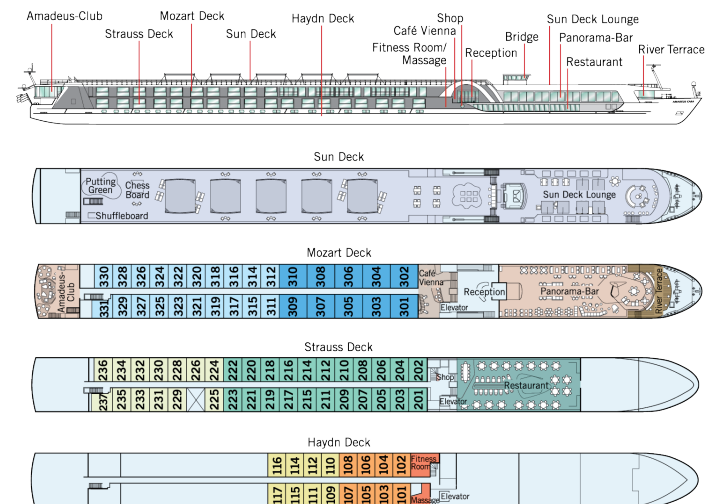 Amadeus-Club
Mozart Deck
Strauss Deck
Sun Deck
Haydn Deck
Shop
Café Vienna
Fitness Room/
Massage
Reception
Bridge
Sun Deck Lounge
Panorama-Bar
Restaurant
River Terrace
Sun Deck
Putting
Green
Chess
Board
Shuffleboard
Sun Deck Lounge
Mozart Deck
Amadeus-
Club
330 328 326 324 322 320 318 316 314 312 310 308 306 304 302
331 329 327 325 323 321 319 317 315 311 309 307 305 303 301
Café
Vienna
Elevator
Reception
Panorama-Bar
River Terrace
Strauss Deck
236 234 232 230 228 226 224 222 220 218 216 214 212 210 208 206 204 202
237 235 233 231 229 225 223 221 219 217 215 211 209 207 205 203 201
Shop
Elevator
Restaurant
Haydn Deck
116 114 112 110 108 106 104 102
117 115 111 109 107 105 103 101
Fitness
Room
Massage
Elevator